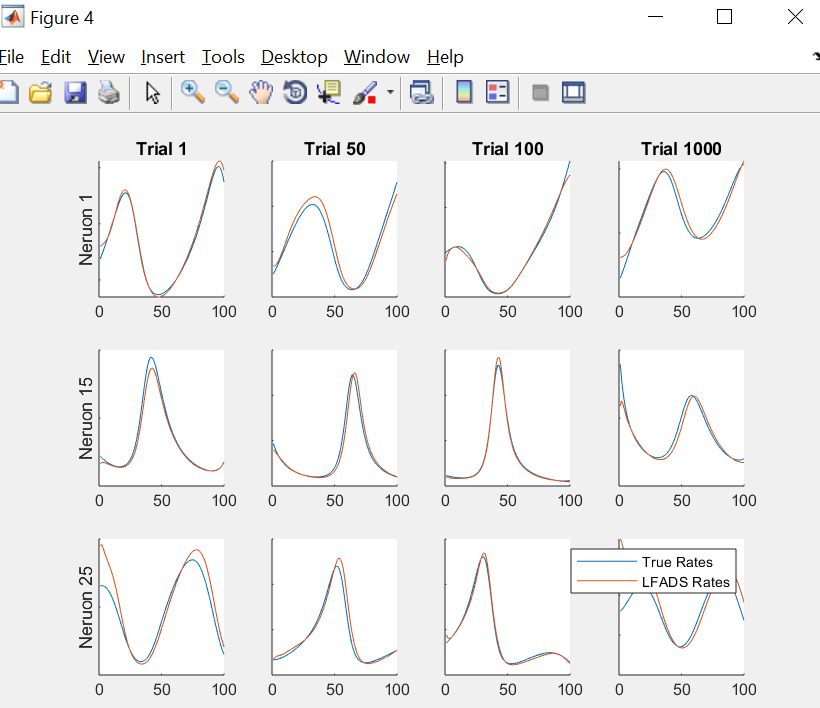 Figure 4
File Edit View Insert Tools Desktop Window Help
Trial 1 Trial 50 Trial 100 Trial 1000
Neruon 1
0 50 100 0 50 100 0 50 100 0 50 100
Neruon 15
0 50 100 0 50 100 0 50 100 0 50 100
Neruon 25
True Rates
LFADS Rates
0 50 100 0 50 100 0 50 100 0 50 100